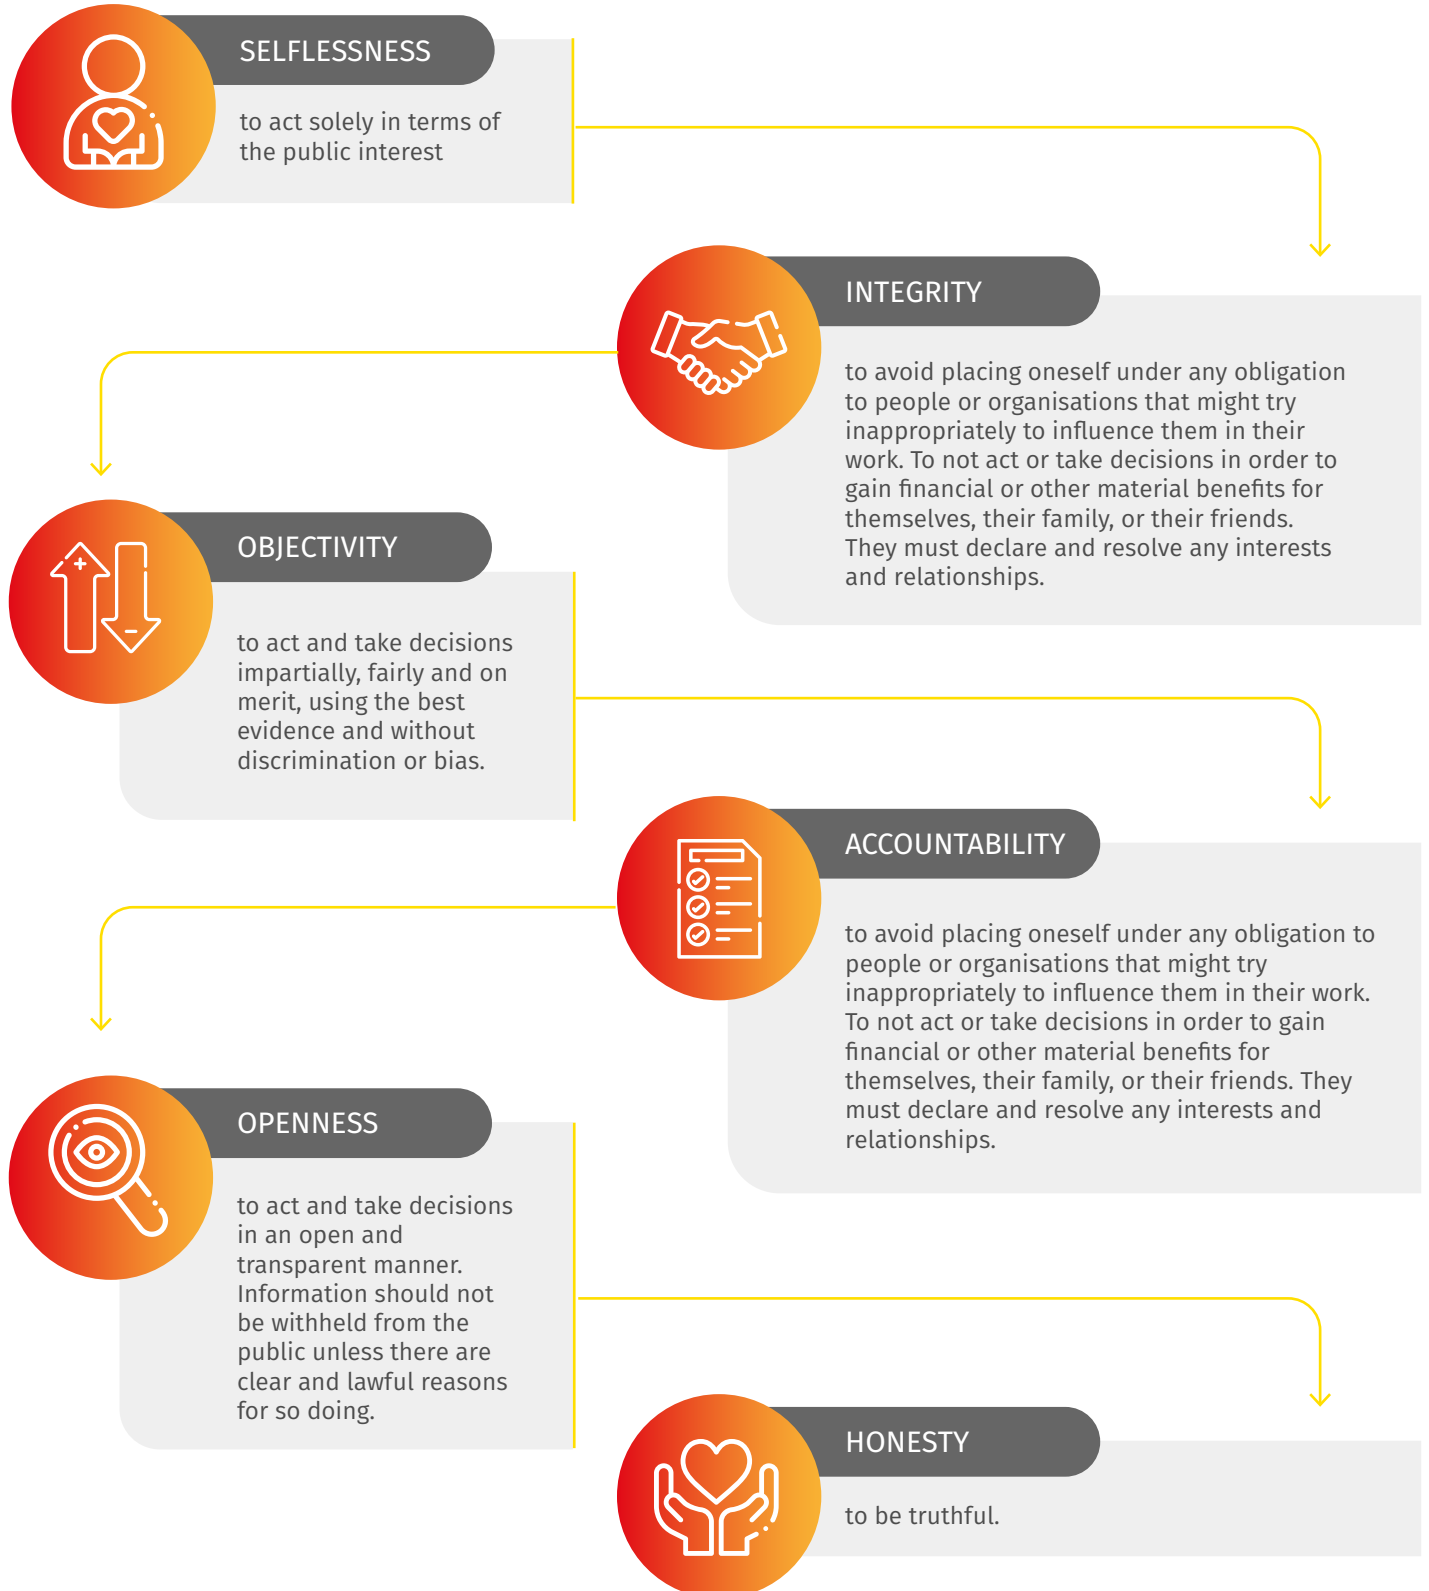 SELFLESSNESS
to act solely in terms of
the public interest
INTEGRITY
to avoid placing oneself under any obligation
to people or organisations that might try
inappropriately to influence them in their
work. To not act or take decisions in order to
gain financial or other material benefits for
themselves, their family, or their friends.
They must declare and resolve any interests
and relationships.
OBJECTIVITY
to act and take decisions
impartially, fairly and on
merit, using the best
evidence and without
discrimination or bias.
ACCOUNTABILITY
to avoid placing oneself under any obligation to
people or organisations that might try
inappropriately to influence them in their work.
To not act or take decisions in order to gain
financial or other material benefits for
themselves, their family, or their friends. They
must declare and resolve any interests and
relationships.
OPENNESS
to act and take decisions
in an open and
transparent manner.
Information should not
be withheld from the
public unless there are
clear and lawful reasons
for so doing.
HONESTY
to be truthful.